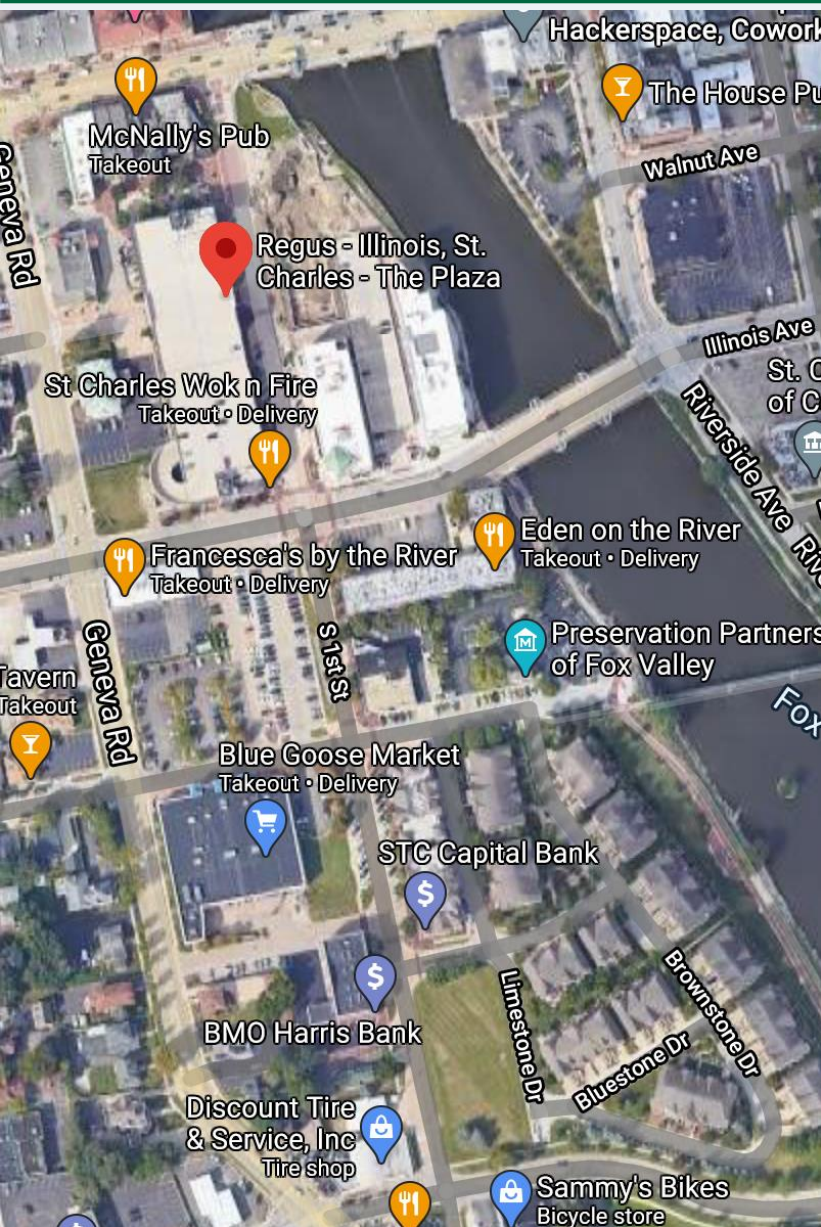 Hackerspace, Cowork
The House Pu
McNally's Pub
Takeout
Walnut Ave
Geneva Rd
Regus - Illinois, St.
Charles - The Plaza
Illinois Ave
St Charles Wok n Fire
Takeout • Delivery
St. C
of C
Riverside Ave
Riv
Eden on the River
Takeout • Delivery
Francesca's by the River
Takeout • Delivery
S 1st St
Geneva Rd
Preservation Partners
of Fox Valley
Tavern
Takeout
Fox
Blue Goose Market
Takeout • Delivery
STC Capital Bank
BMO Harris Bank
Limestone Dr
Brownstone Dr
Bluestone Dr
Discount Tire
& Service, Inc
Tire shop
Sammy's Bikes
Bicycle store